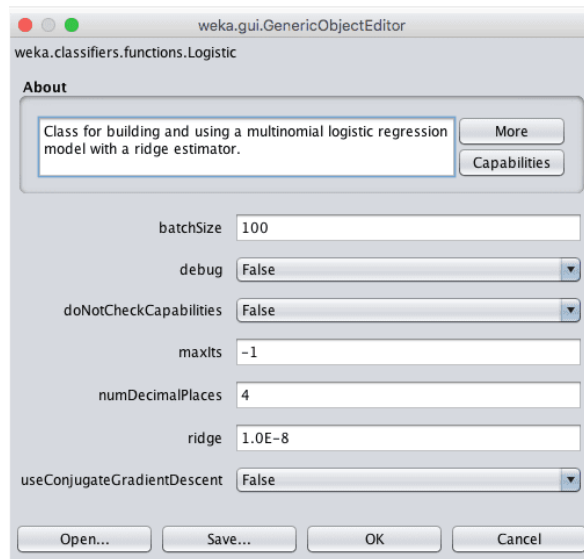 weka.gui.GenericObjectEditor
weka.classifiers.functions.Logistic
About
Class for building and using a multinomial logistic regression
model with a ridge estimator.
More
Capabilities
batchSize 100
debug False
doNotCheckCapabilities False
maxIts -1
numDecimalPlaces 4
ridge 1.0E-8
useConjugateGradientDescent False
Open... Save... OK Cancel